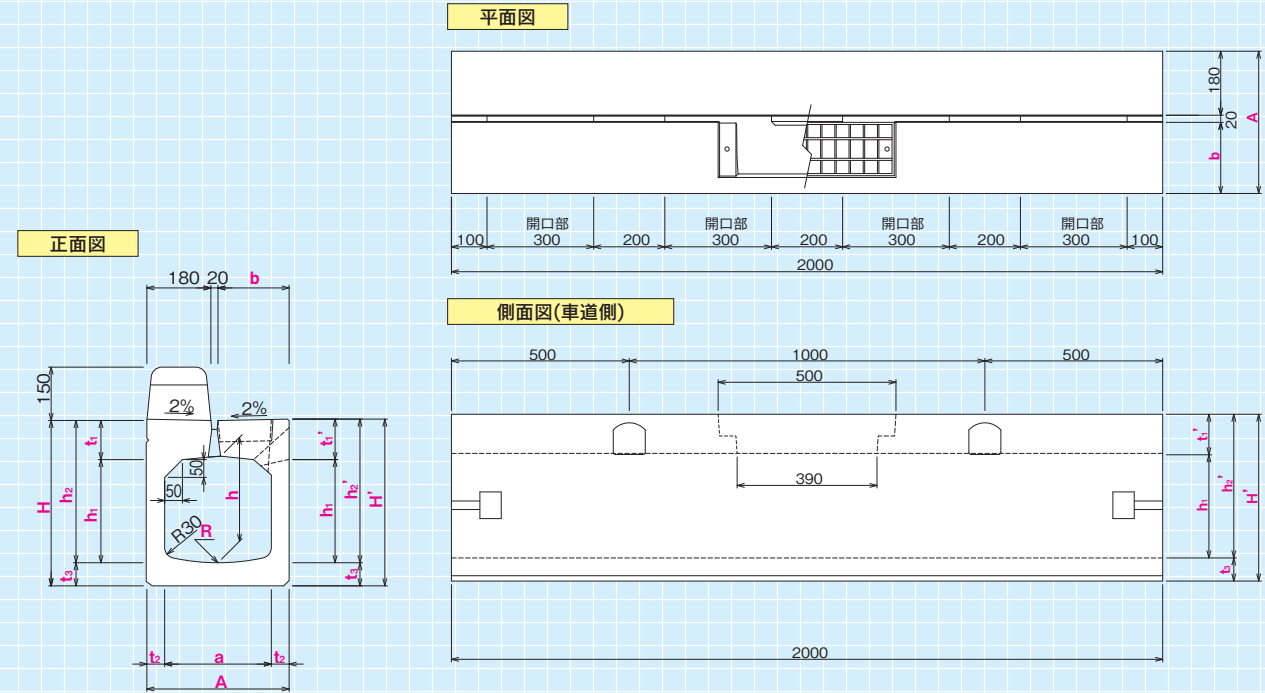 平面図
180
20
A
b
開口部 開口部 開口部 開口部
100 300 200 300 200 300 200 300 100
2000
正面図
180 20 b
150
2% 2%
t1 t1'
50
50
h
H h2 h1 h1 h2' H'
R30
R
t3 t3
t2 a t2
A
側面図(車道側)
500 1000 500
500
390
t1'
h1 h2' H'
t3
2000